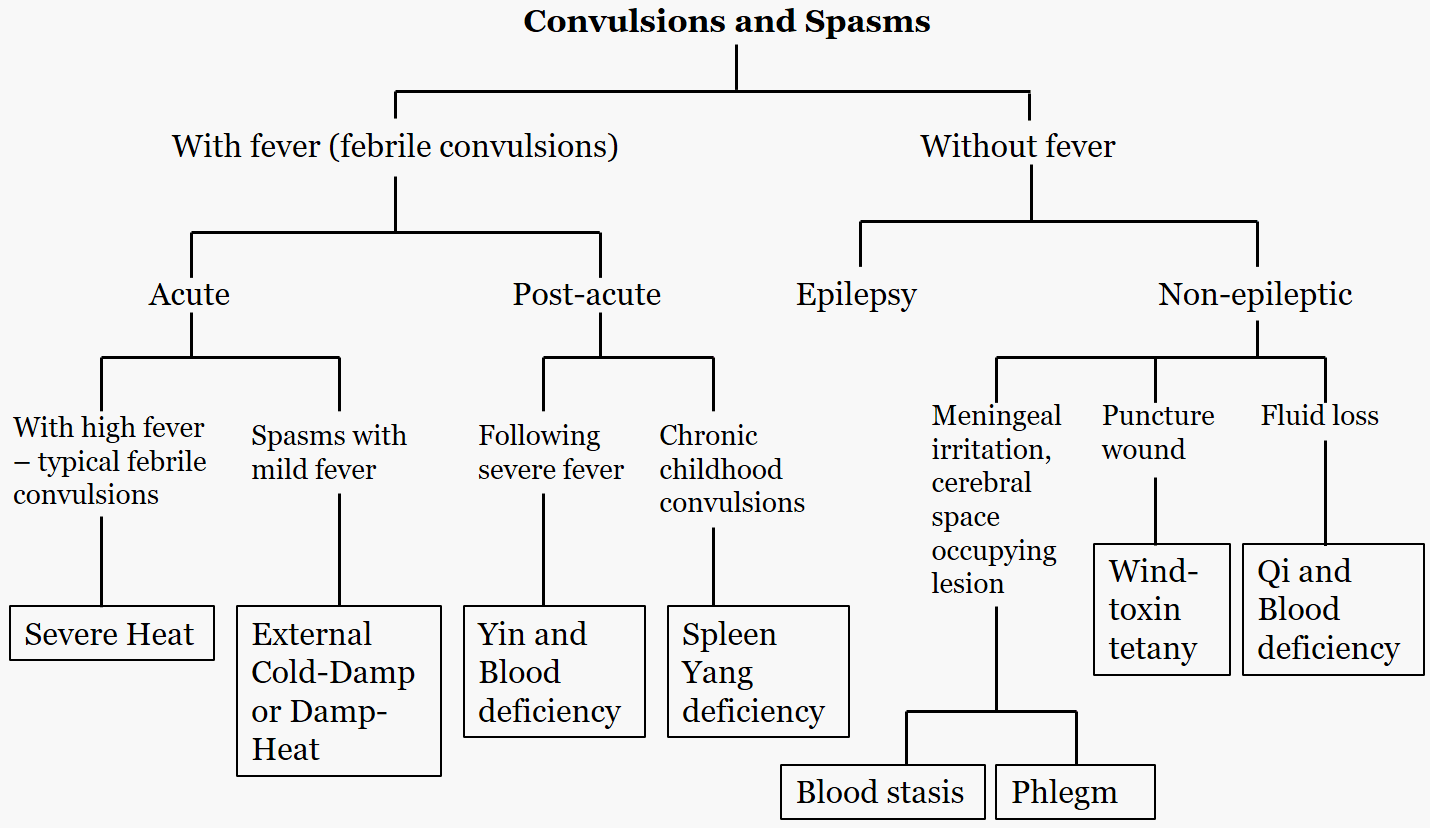 Convulsions and Spasms
With fever (febrile convulsions)
Without fever
Acute
Post-acute
Epilepsy
Non-epileptic
With high fever
– typical febrile
convulsions
Spasms with
mild fever
Following
severe fever
Chronic
childhood
convulsions
Meningeal
irritation,
cerebral
space
occupying
lesion
Puncture
wound
Fluid loss
Severe Heat
External
Cold-Damp
or Damp-
Heat
Yin and
Blood
deficiency
Spleen
Yang
deficiency
Wind-
toxin
tetany
Qi and
Blood
deficiency
Blood stasis
Phlegm